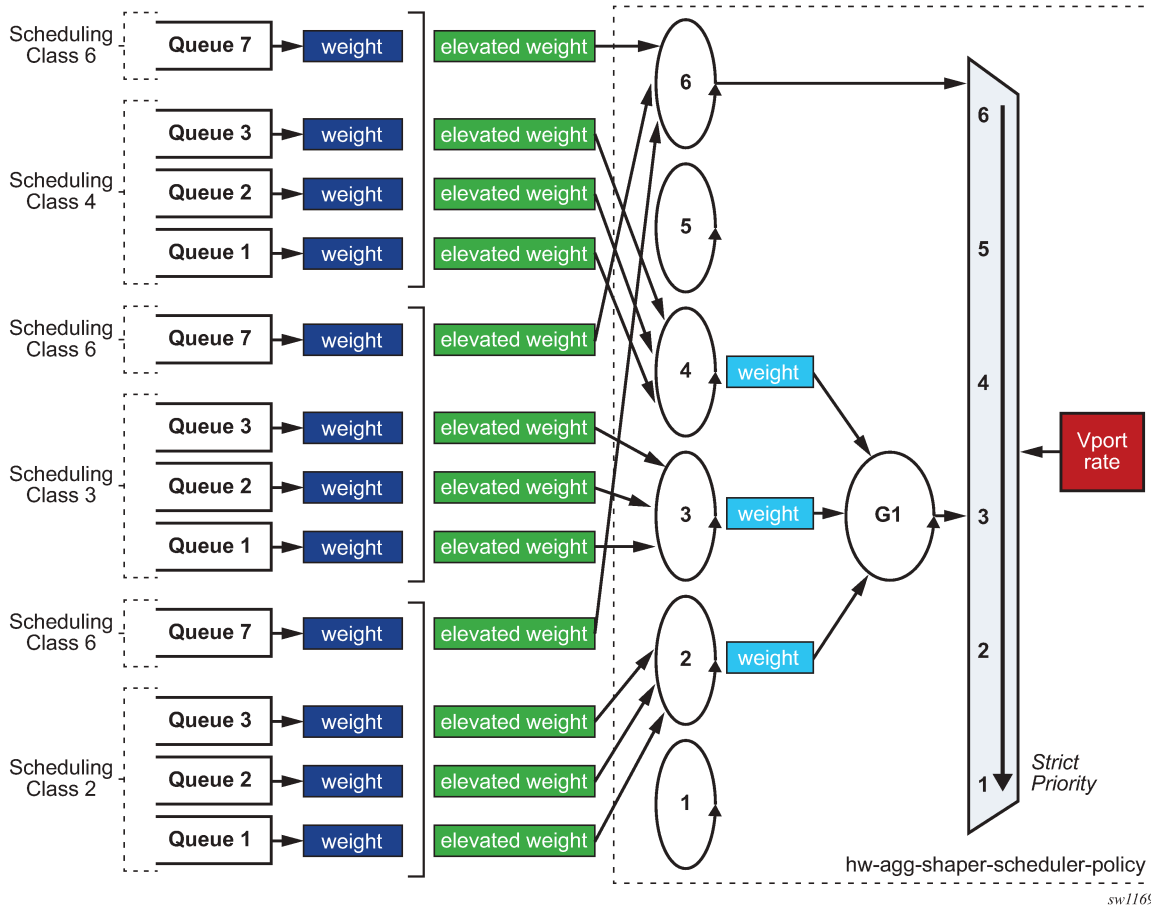 Scheduling
Class 6
Queue 7 weight elevated weight
Scheduling
Class 4
Queue 3 weight elevated weight
Queue 2 weight elevated weight
Queue 1 weight elevated weight
Scheduling
Class 6
Queue 7 weight elevated weight
Scheduling
Class 3
Queue 3 weight elevated weight
Queue 2 weight elevated weight
Queue 1 weight elevated weight
Scheduling
Class 6
Queue 7 weight elevated weight
Scheduling
Class 2
Queue 3 weight elevated weight
Queue 2 weight elevated weight
Queue 1 weight elevated weight
6
5
4 weight
3 weight
2 weight
1
G1
6
5
4
3
2
1
Vport
rate
Strict
Priority
hw-agg-shaper-scheduler-policy
sw1169